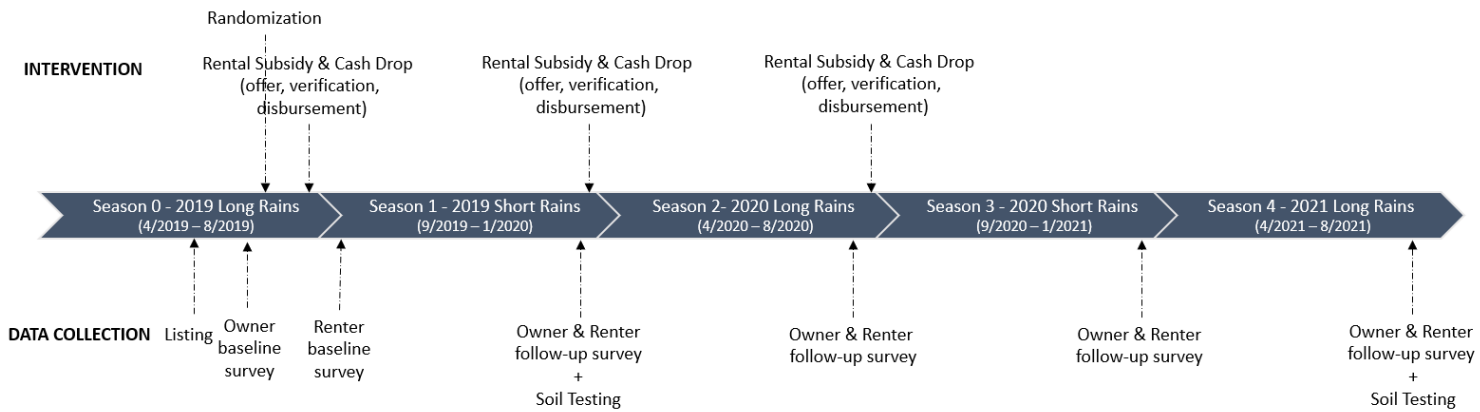 Randomization
INTERVENTION
Rental Subsidy & Cash Drop
(offer, verification,
disbursement)
Rental Subsidy & Cash Drop
(offer, verification,
disbursement)
Rental Subsidy & Cash Drop
(offer, verification,
disbursement)
Season 0 - 2019 Long Rains
(4/2019 – 8/2019)
Season 1 - 2019 Short Rains
(9/2019 – 1/2020)
Season 2- 2020 Long Rains
(4/2020 – 8/2020)
Season 3 - 2020 Short Rains
(9/2020 – 1/2021)
Season 4 - 2021 Long Rains
(4/2021 – 8/2021)
DATA COLLECTION
Listing
Owner
baseline
survey
Renter
baseline
survey
Owner & Renter
follow-up survey
+
Soil Testing
Owner & Renter
follow-up survey
Owner & Renter
follow-up survey
Owner & Renter
follow-up survey
+
Soil Testing